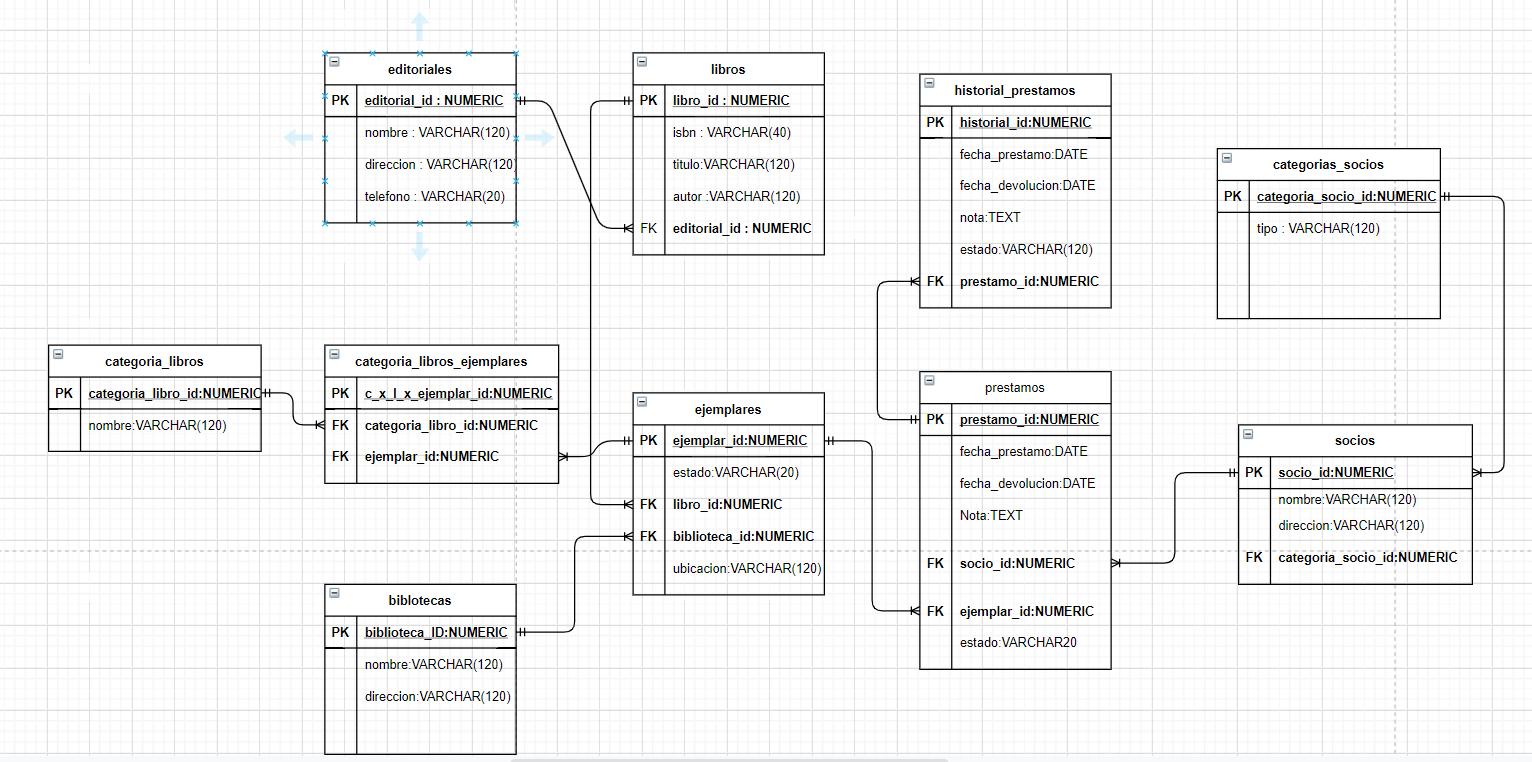 editoriales
PK editorial_id : NUMERIC
nombre : VARCHAR(120)
direccion : VARCHAR(120)
telefono : VARCHAR(20)
libros
PK libro_id : NUMERIC
isbn : VARCHAR(40)
titulo:VARCHAR(120)
autor :VARCHAR(120)
FK editorial_id : NUMERIC
historial_prestamos
PK historial_id:NUMERIC
fecha_prestamo:DATE
fecha_devolucion:DATE
nota:TEXT
estado:VARCHAR(120)
FK prestamo_id:NUMERIC
categorias_socios
PK categoria_socio_id:NUMERIC
tipo : VARCHAR(120)
categoria_libros
PK categoria_libro_id:NUMERIC
nombre:VARCHAR(120)
categoria_libros_ejemplares
PK c_x_l_x_ejemplar_id:NUMERIC
FK categoria_libro_id:NUMERIC
FK ejemplar_id:NUMERIC
ejemplares
PK ejemplar_id:NUMERIC
estado:VARCHAR(20)
FK libro_id:NUMERIC
FK biblioteca_id:NUMERIC
ubicacion:VARCHAR(120)
prestamos
PK prestamo_id:NUMERIC
fecha_prestamo:DATE
fecha_devolucion:DATE
Nota:TEXT
FK socio_id:NUMERIC
FK ejemplar_id:NUMERIC
estado:VARCHAR20
socios
PK socio_id:NUMERIC
nombre:VARCHAR(120)
direccion:VARCHAR(120)
FK categoria_socio_id:NUMERIC
biblotecas
PK biblioteca_ID:NUMERIC
nombre:VARCHAR(120)
direccion:VARCHAR(120)